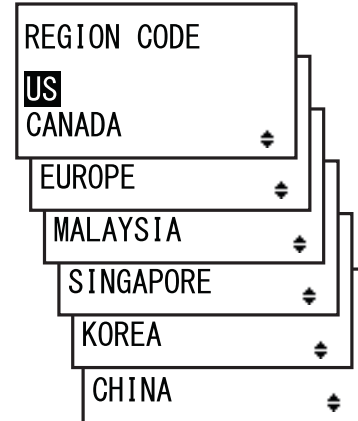 REGION CODE
US
CANADA
EUROPE
MALAYSIA
SINGAPORE
KOREA
CHINA